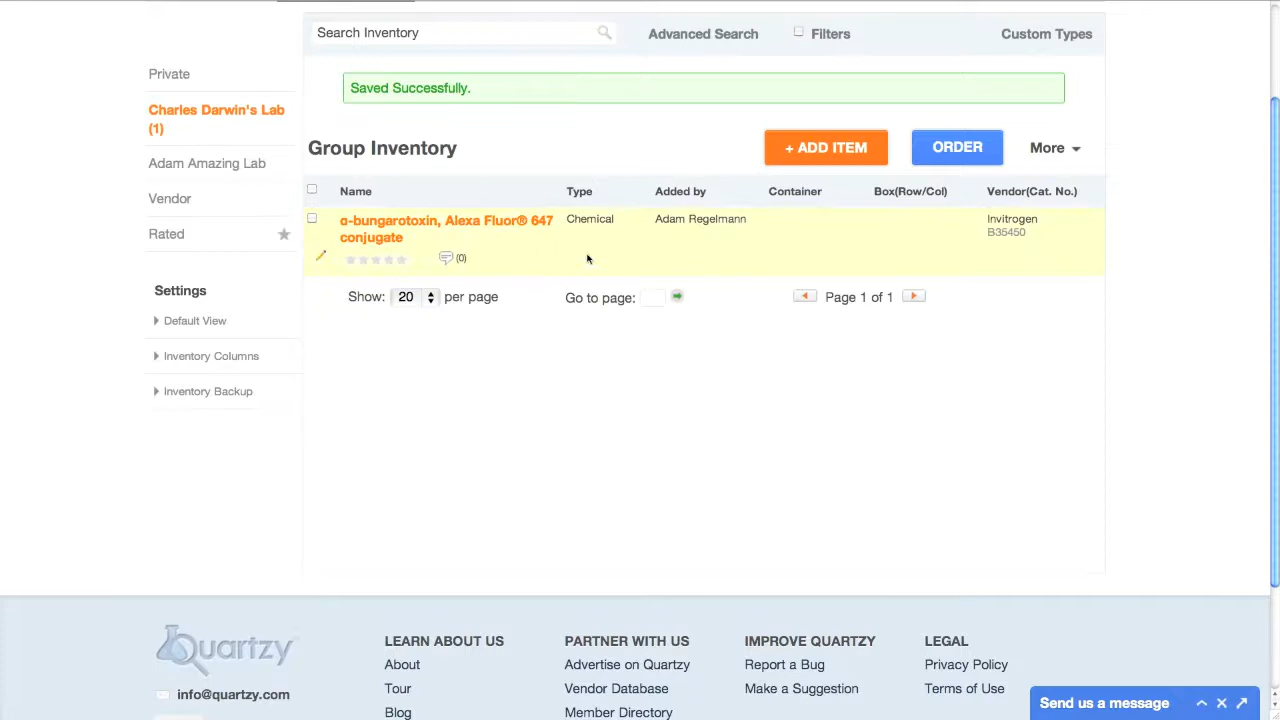 Search Inventory
Advanced Search
Filters
Custom Types
Private
Saved Successfully.
Charles Darwin's Lab
(1)
Group Inventory
+ ADD ITEM
ORDER
More
Adam Amazing Lab
Name
Type
Added by
Container
Box(Row/Col)
Vendor(Cat. No.)
Vendor
α-bungarotoxin, Alexa Fluor® 647
conjugate
Chemical
Adam Regelmann
Invitrogen
B35450
Rated
(0)
Settings
Show: 20 per page
Go to page:
Page 1 of 1
Default View
Inventory Columns
Inventory Backup
Quartzy
info@quartzy.com
LEARN ABOUT US
About
Tour
Blog
PARTNER WITH US
Advertise on Quartzy
Vendor Database
Member Directory
IMPROVE QUARTZY
Report a Bug
Make a Suggestion
LEGAL
Privacy Policy
Terms of Use
Send us a message